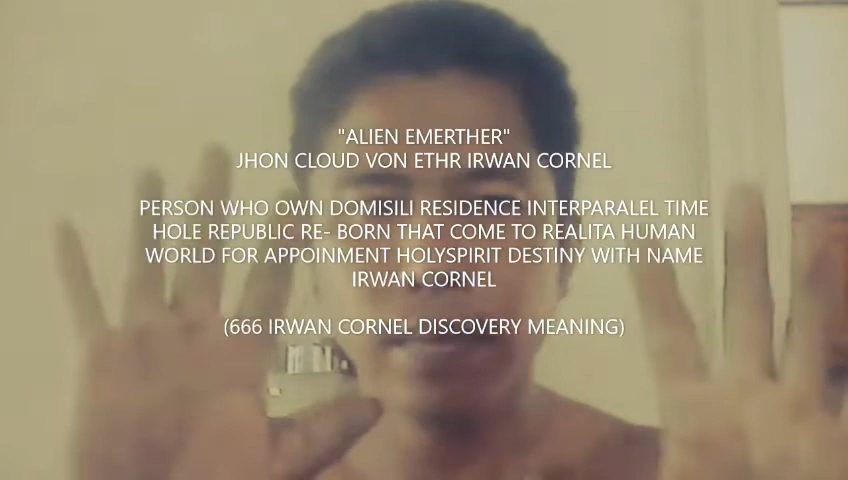 "ALIEN EMERTHER"
JHON CLOUD VON ETHR IRWAN CORNEL
PERSON WHO OWN DOMISILI RESIDENCE INTERPARALEL TIME
HOLE REPUBLIC RE- BORN THAT COME TO REALITA HUMAN
WORLD FOR APPOINMENT HOLYSPIRIT DESTINY WITH NAME
IRWAN CORNEL
(666 IRWAN CORNEL DISCOVERY MEANING)